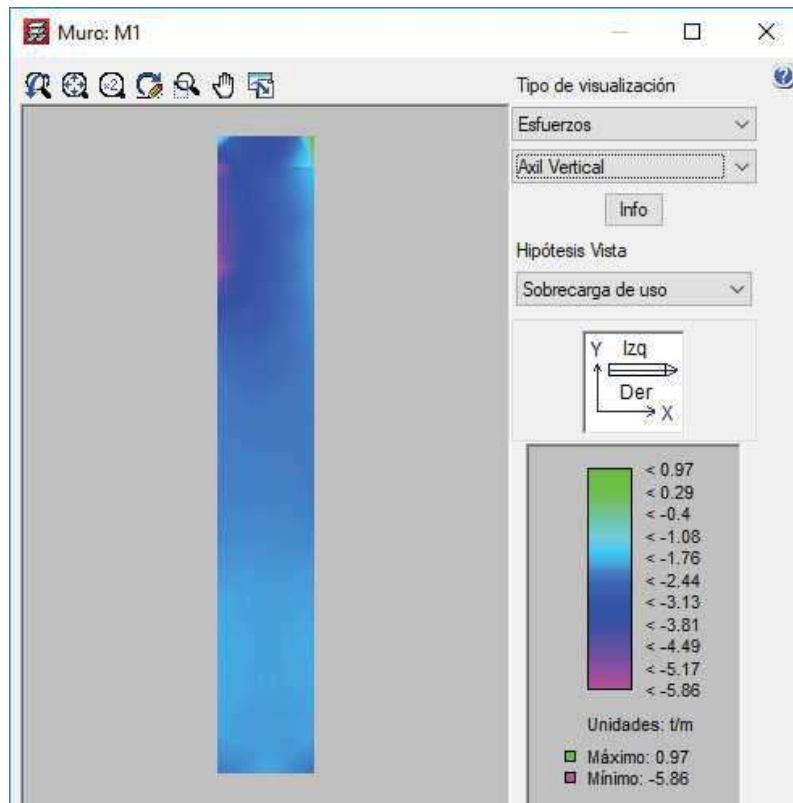 Muro: M1
x2
Tipo de visualización
Esfuerzos
Axil Vertical
Info
Hipótesis Vista
Sobrecarga de uso
Y Izq
Der
X
< 0.97
< 0.29
< -0.4
< -1.08
< -1.76
< -2.44
< -3.13
< -3.81
< -4.49
< -5.17
< -5.86
Unidades: t/m
Máximo: 0.97
Mínimo: -5.86